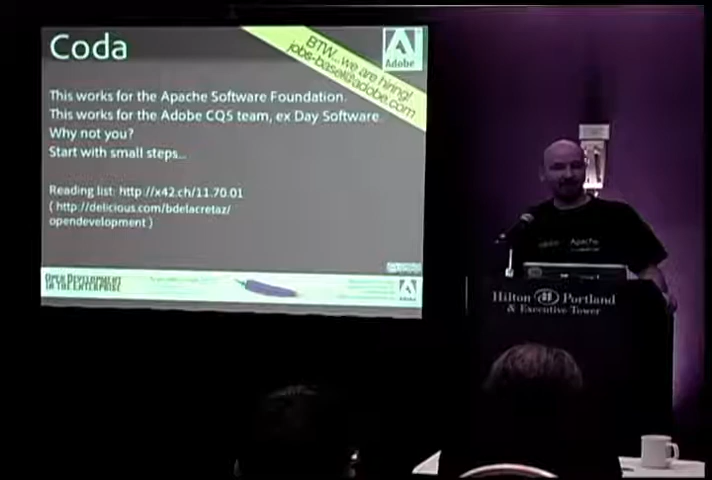 Coda
BTW...we are hiring!
jobs-basel@adobe.com
Adobe
This works for the Apache Software Foundation.
This works for the Adobe CQ5 team, ex Day Software.
Why not you?
Start with small steps...
Reading list: http://x42.ch/11.70.01
( http://delicious.com/bdelacretaz/
opendevelopment )
OPEN DEVELOPMENT
IN THE ENTERPRISE
Apache
Hilton Portland
& Executive Tower